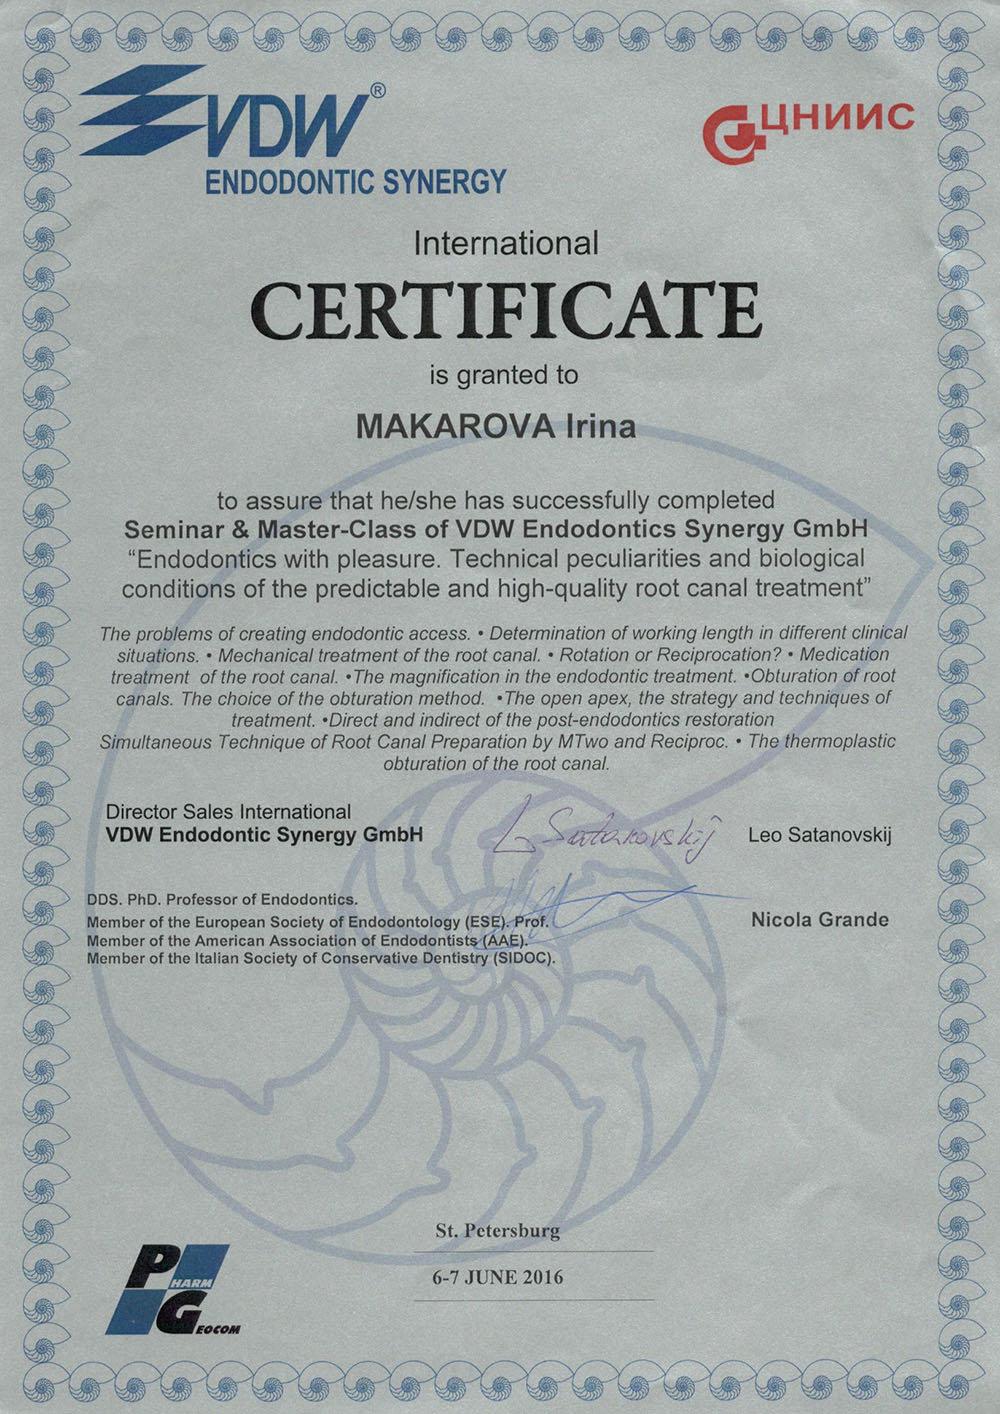 VDW®
ENDODONTIC SYNERGY
ЦНИИС
International
CERTIFICATE
is granted to
MAKAROVA Irina
to assure that he/she has successfully completed
Seminar & Master-Class of VDW Endodontics Synergy GmbH
“Endodontics with pleasure. Technical peculiarities and biological
conditions of the predictable and high-quality root canal treatment”
The problems of creating endodontic access. • Determination of working length in different clinical
situations. • Mechanical treatment of the root canal. • Rotation or Reciprocation? • Medication
treatment of the root canal. •The magnification in the endodontic treatment. •Obturation of root
canals. The choice of the obturation method. •The open apex, the strategy and techniques of
treatment. •Direct and indirect of the post-endodontics restoration
Simultaneous Technique of Root Canal Preparation by MTwo and Reciproc. • The thermoplastic
obturation of the root canal.
Director Sales International
VDW Endodontic Synergy GmbH
L Satanovskij
Leo Satanovskij
DDS. PhD. Professor of Endodontics.
Member of the European Society of Endodontology (ESE). Prof.
Member of the American Association of Endodontists (AAE).
Member of the Italian Society of Conservative Dentistry (SIDOC).
Nicola Grande
St. Petersburg
6-7 JUNE 2016
PHARM
GEOCOM